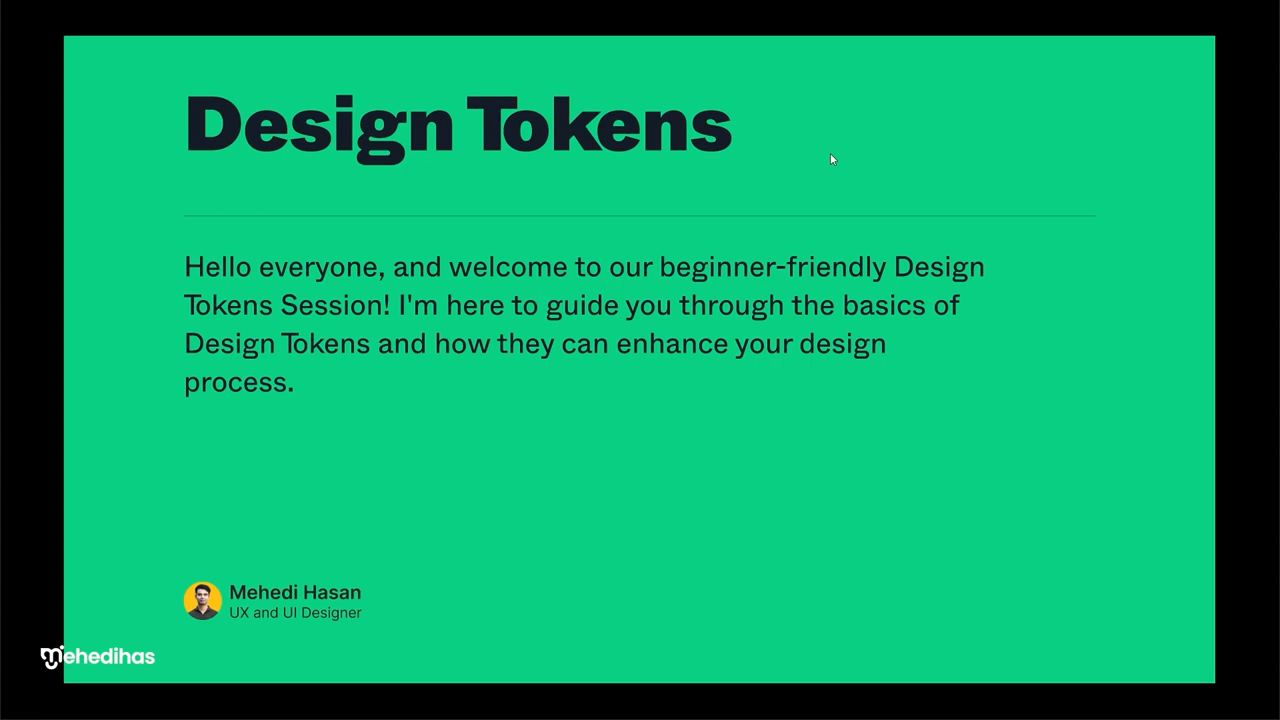 Design Tokens
Hello everyone, and welcome to our beginner-friendly Design
Tokens Session! I'm here to guide you through the basics of
Design Tokens and how they can enhance your design
process.
Mehedi Hasan
UX and UI Designer
mehedihas